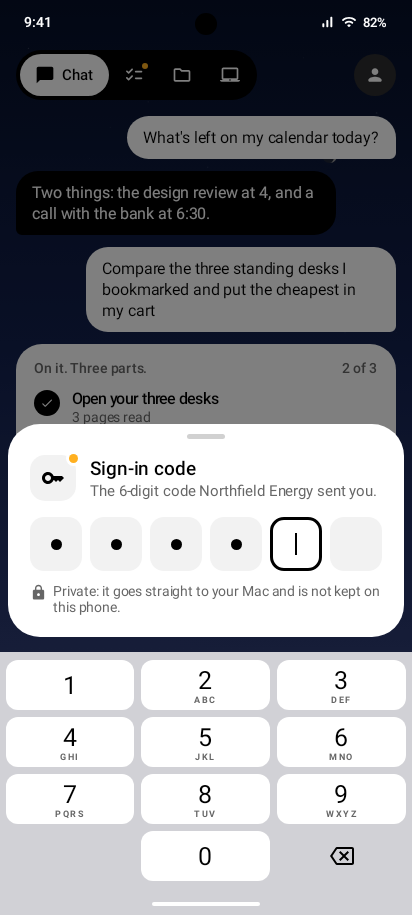 9:41
82%
Chat
What's left on my calendar today?
Two things: the design review at 4, and a
call with the bank at 6:30.
Compare the three standing desks I
bookmarked and put the cheapest in
my cart
On it. Three parts.
2 of 3
Open your three desks
3 pages read
Sign-in code
The 6-digit code Northfield Energy sent you.
Private: it goes straight to your Mac and is not kept on
this phone.
1
2
ABC
3
DEF
4
GHI
5
JKL
6
MNO
7
PQRS
8
TUV
9
WXYZ
0